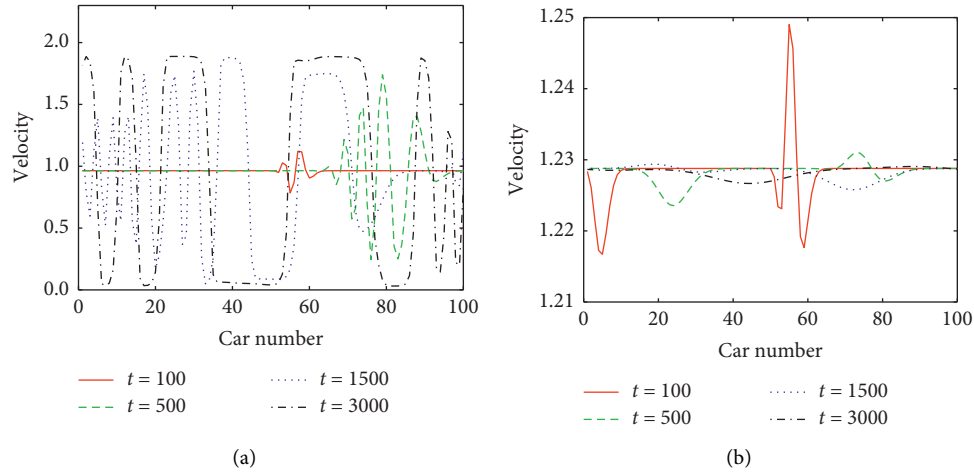 2.0
1.5
1.0
0.5
0.0
Velocity
0 20 40 60 80 100
Car number
t = 100
t = 500
t = 1500
t = 3000
(a)
1.25
1.24
1.23
1.22
1.21
Velocity
0 20 40 60 80 100
Car number
t = 100
t = 500
t = 1500
t = 3000
(b)